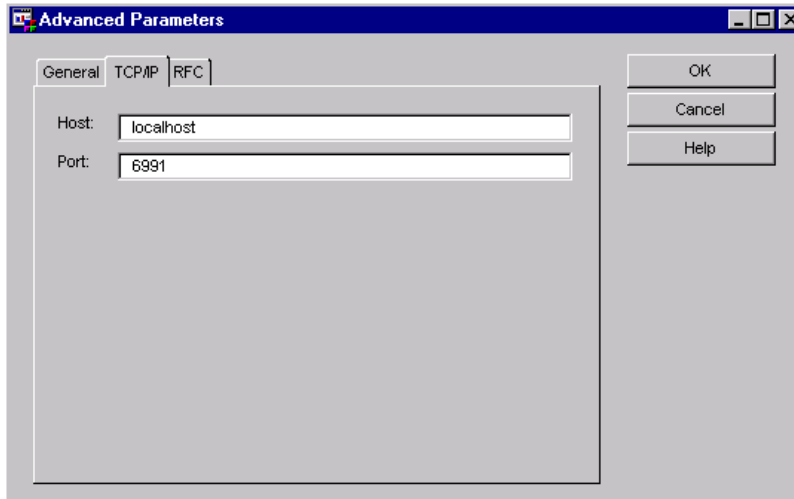 Advanced Parameters
General TCP/IP RFC
Host: localhost
Port: 6991
OK
Cancel
Help